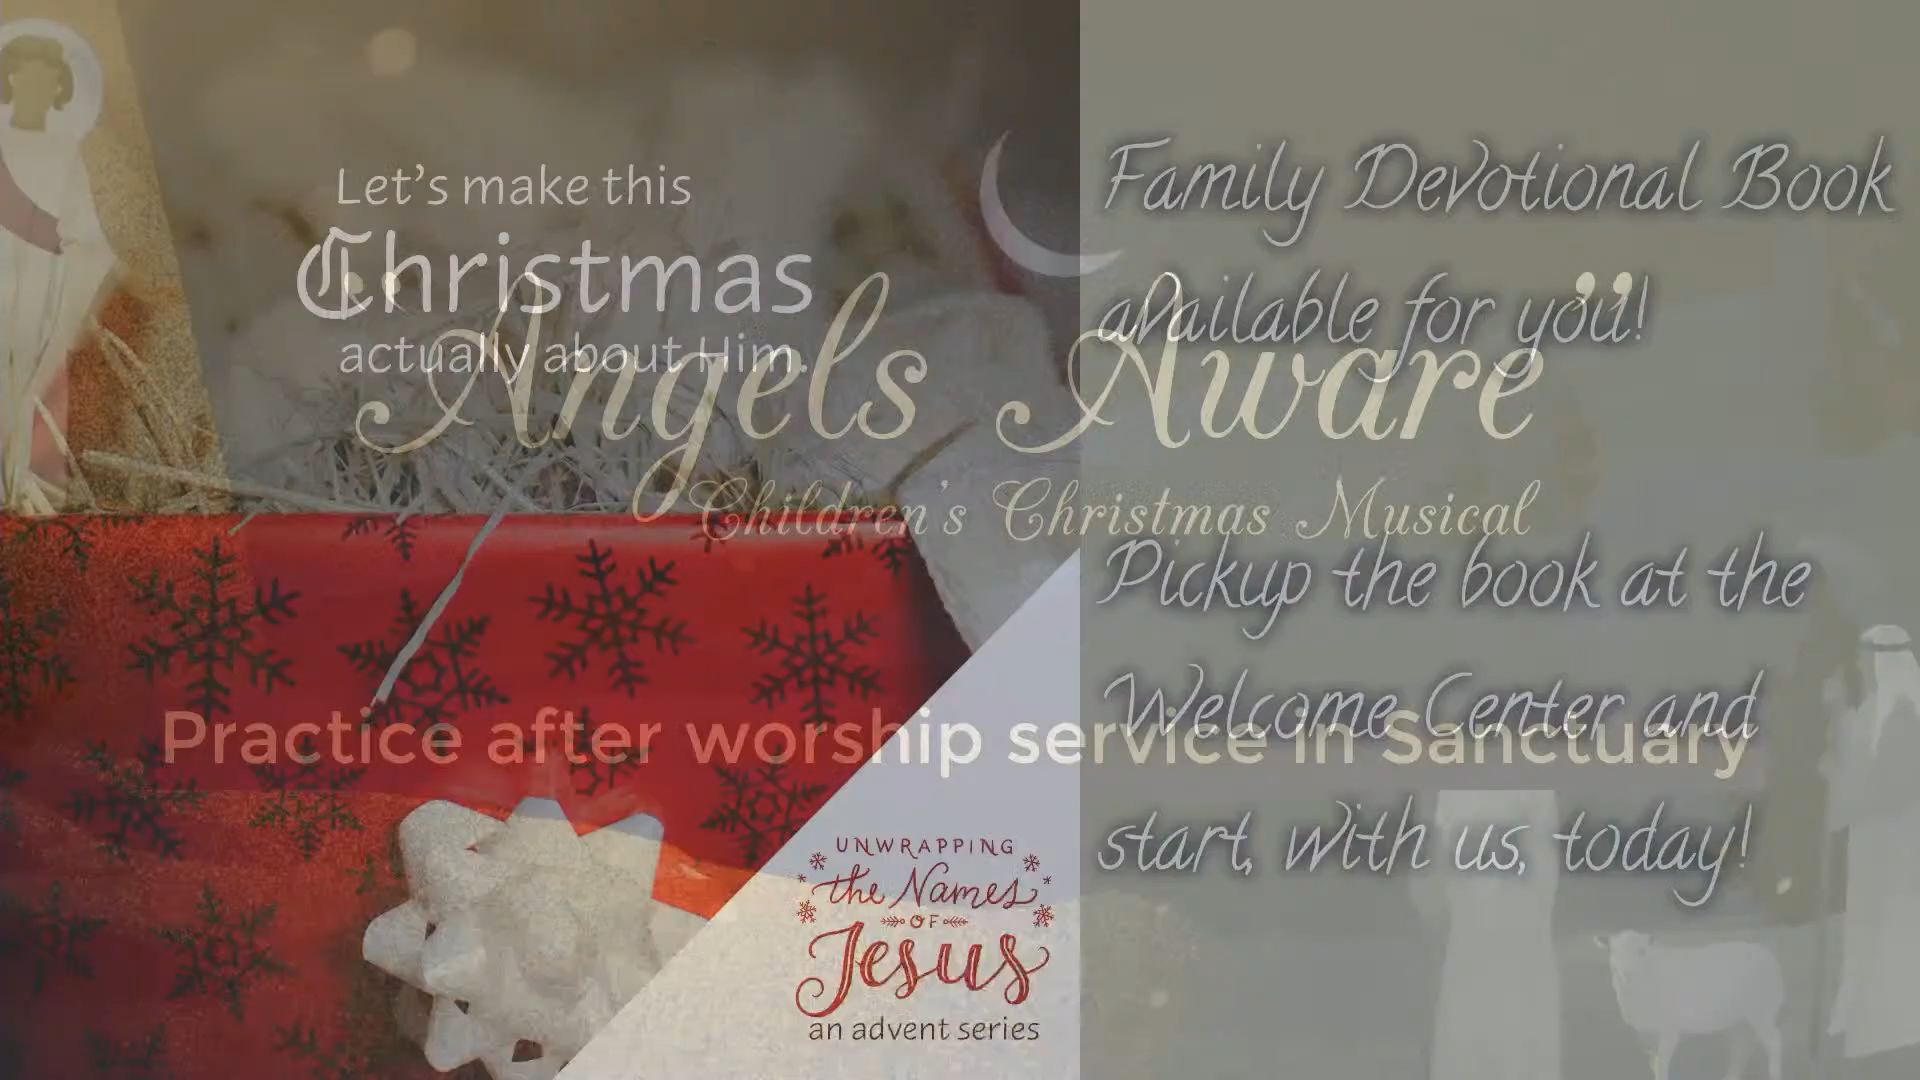 Let's make this
Christmas
actually about Him.
Family Devotional Book
available for you!
Pickup the book at the
Welcome Center and
start, with us, today!
Angels Aware”
Children's Christmas Musical
Practice after worship service in Sanctuary
UNWRAPPING
the Names
OF
Jesus
an advent series